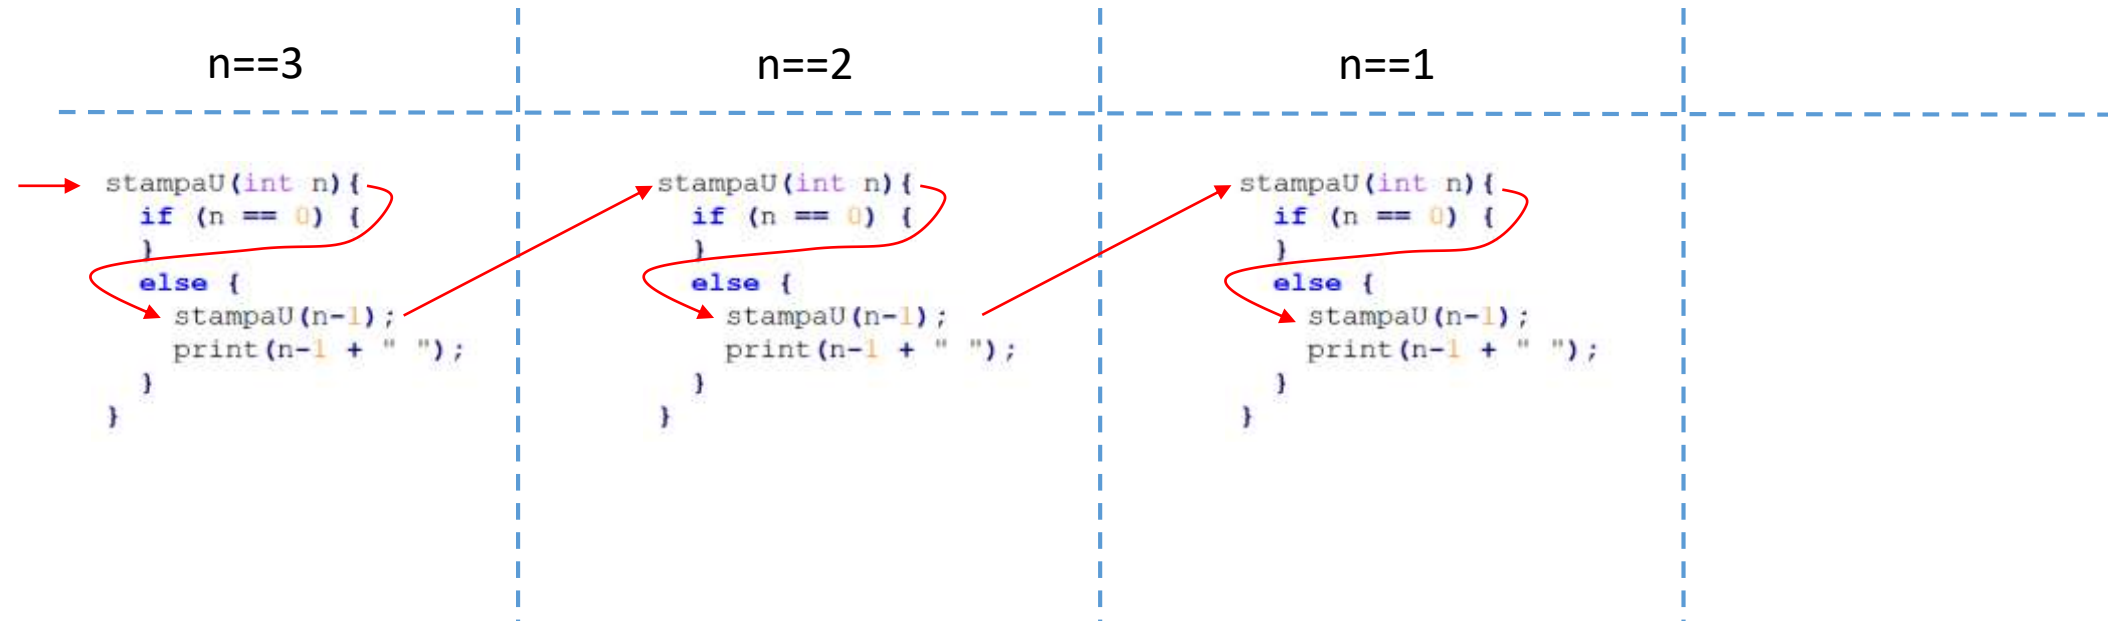 n==3
n==2
n==1
stampaU(int n){
if (n == 0) {
}
else {
stampaU(n-1);
print(n-1 + " ");
}
}
stampaU(int n){
if (n == 0) {
}
else {
stampaU(n-1);
print(n-1 + " ");
}
}
stampaU(int n){
if (n == 0) {
}
else {
stampaU(n-1);
print(n-1 + " ");
}
}